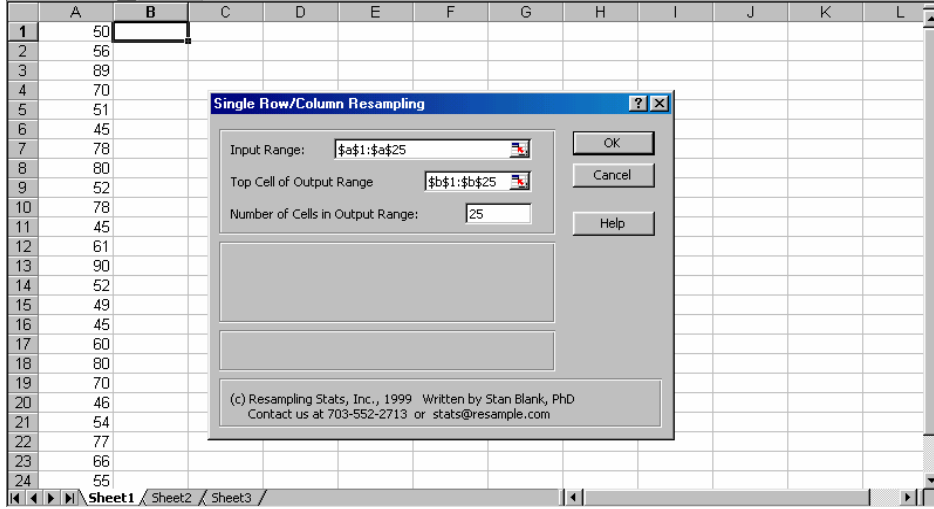 A B C D E F G H I J K L
1 50
2 56
3 89
4 70
5 51
6 45
7 78
8 80
9 52
10 78
11 45
12 61
13 90
14 52
15 49
16 45
17 60
18 80
19 70
20 46
21 54
22 77
23 66
24 55
Single Row/Column Resampling
Input Range: $a$1:$a$25
OK
Top Cell of Output Range $b$1:$b$25
Cancel
Number of Cells in Output Range: 25
Help
(c) Resampling Stats, Inc., 1999 Written by Stan Blank, PhD
Contact us at 703-552-2713 or stats@resample.com
Sheet1 Sheet2 Sheet3